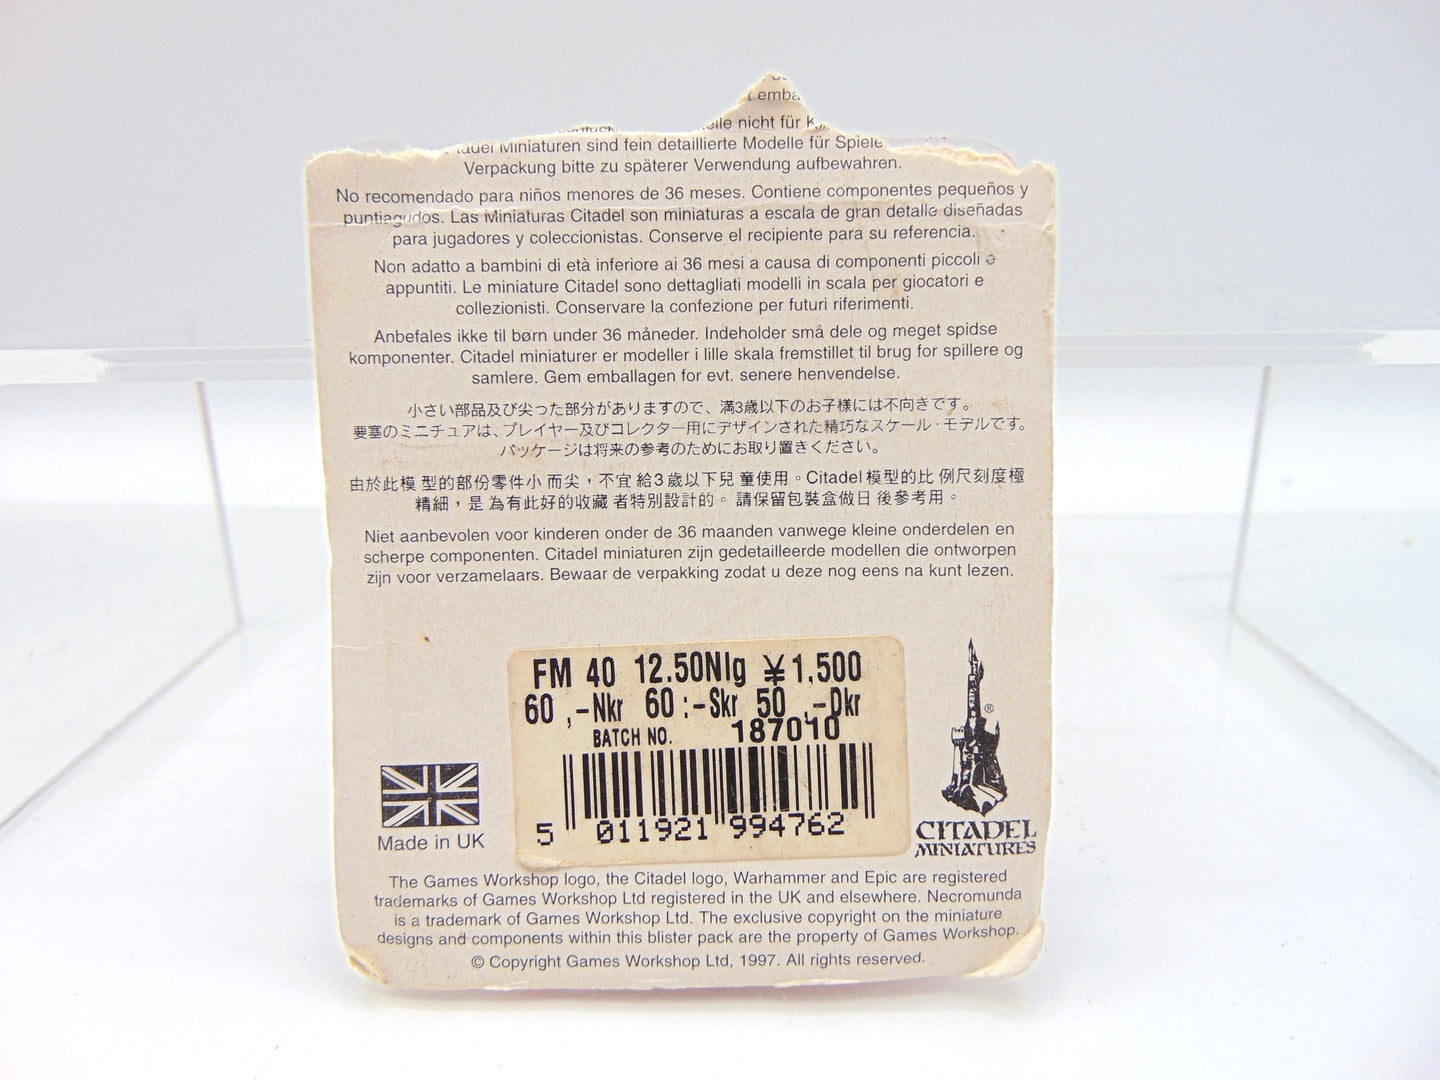 emba
nicht für
Miniaturen sind fein detaillierte Modelle für Spiele
Verpackung bitte zu späterer Verwendung aufbewahren.
No recomendado para niños menores de 36 meses. Contiene componentes pequeños y
puntiagudos. Las Miniaturas Citadel son miniaturas a escala de gran detalle diseñadas
para jugadores y coleccionistas. Conserve el recipiente para su referencia.
Non adatto a bambini di età inferiore ai 36 mesi a causa di componenti piccoli e
appuntiti. Le miniature Citadel sono dettagliati modelli in scala per giocatori e
collezionisti. Conservare la confezione per futuri riferimenti.
Anbefales ikke til børn under 36 måneder. Indeholder små dele og meget spidse
komponenter. Citadel miniaturer er modeller i lille skala fremstillet til brug for spillere og
samlere. Gem emballagen for evt. senere henvendelse.
小さい部品及び尖った部分がありますので、満3歳以下のお子様には不向きです。
要塞のミニチュアは、プレイヤー及びコレクター用にデザインされた精巧なスケール・モデルです。
パッケージは将来の参考のためにお取り置きください。
由於此模 型的部份零件小 而尖，不宜 給3歲以下兒 童使用。Citadel模型的比 例尺刻度極
精細，是 為有此好的收藏 者特別設計的。 請保留包裝盒做日 後參考用。
Niet aanbevolen voor kinderen onder de 36 maanden vanwege kleine onderdelen en
scherpe componenten. Citadel miniaturen zijn gedetailleerde modellen die ontworpen
zijn voor verzamelaars. Bewaar de verpakking zodat u deze nog eens na kunt lezen.
FM 40 12.50Nlg ¥1,500
60 ,-Nkr 60:-Skr 50 ,-Dkr
BATCH NO. 187010
5 011921 994762
Made in UK
®
CITADEL
MINIATURES
The Games Workshop logo, the Citadel logo, Warhammer and Epic are registered
trademarks of Games Workshop Ltd registered in the UK and elsewhere. Necromunda
is a trademark of Games Workshop Ltd. The exclusive copyright on the miniature
designs and components within this blister pack are the property of Games Workshop.
© Copyright Games Workshop Ltd, 1997. All rights reserved.